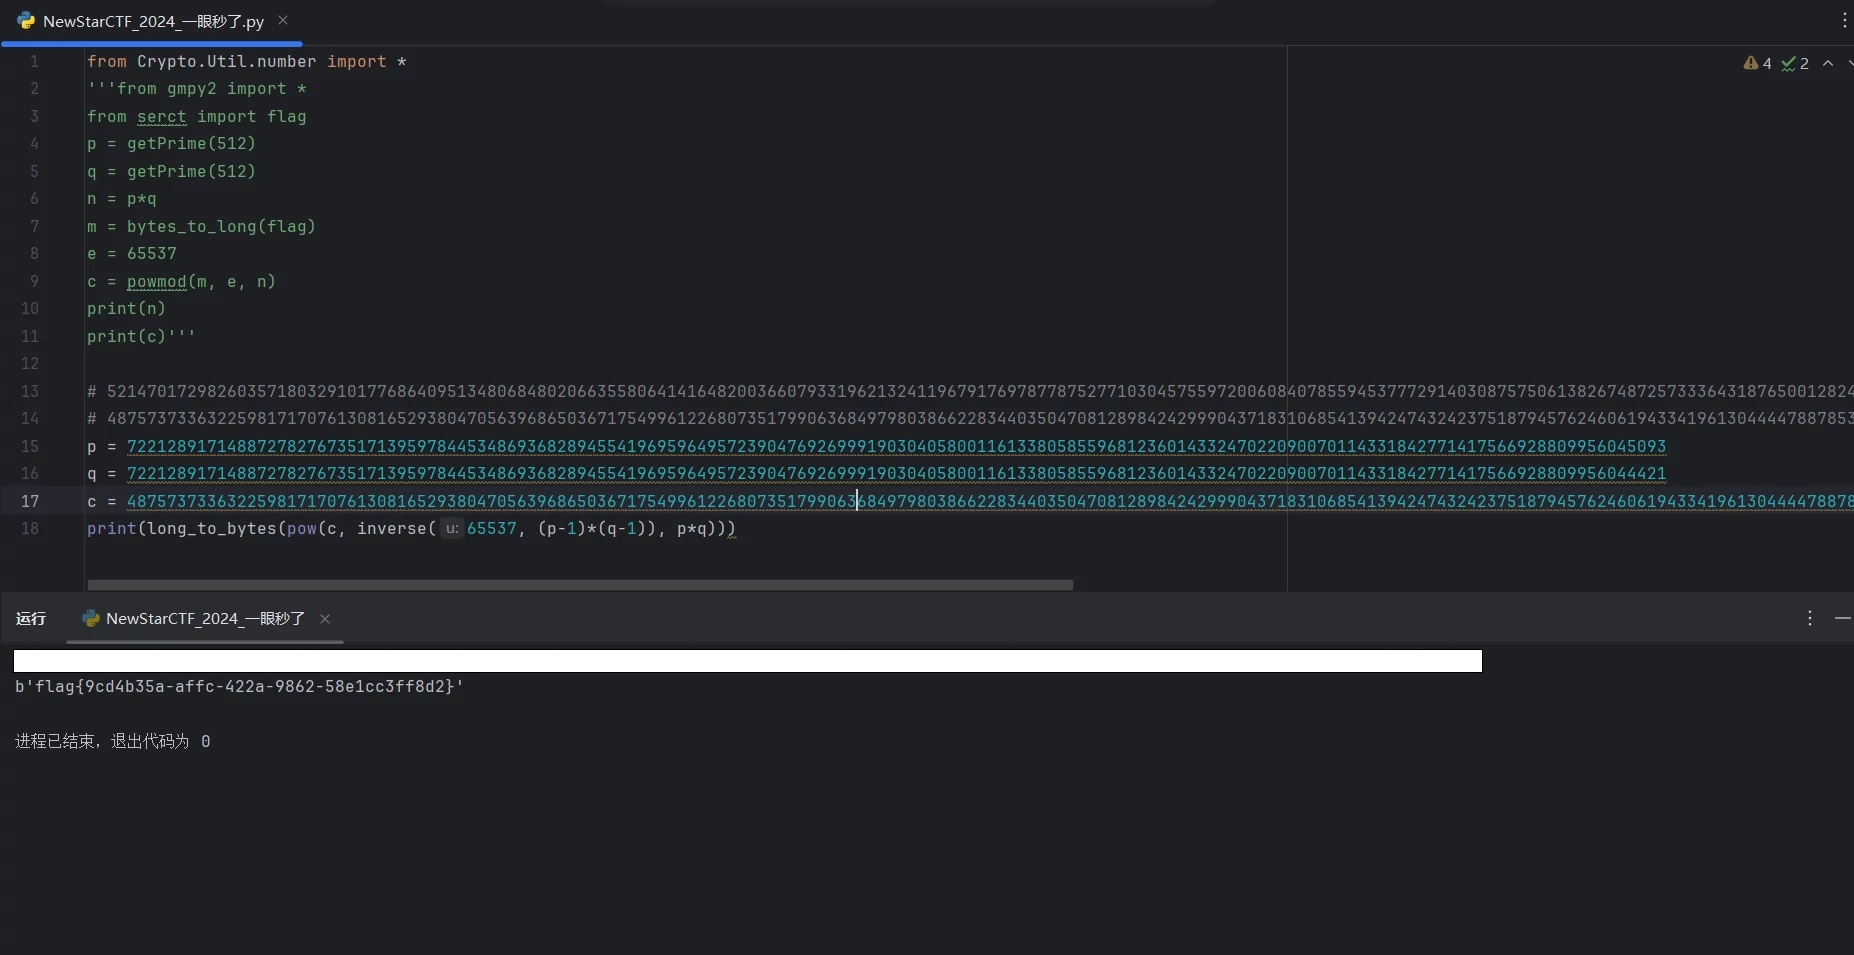 NewStarCTF_2024_一眼秒了.py
4 2
1 from Crypto.Util.number import *
2 '''from gmpy2 import *
3 from serct import flag
4 p = getPrime(512)
5 q = getPrime(512)
6 n = p*q
7 m = bytes_to_long(flag)
8 e = 65537
9 c = powmod(m, e, n)
10 print(n)
11 print(c)'''
12
13 # 52147017298260357180329101776864095134806848020663558064141648200366079331962132411967917697877875277103045755972006084078559453777291403087575061382674872573336431876500128247
14 # 48757373363225981717076130816529380470563968650367175499612268073517990636849798038662283440350470812898424299904371831068541394247432423751879457624606194334196130444478878533
15 p = 7221289171488727827673517139597844534869368289455419695964957239047692699919030405800116133805855968123601433247022090070114331842771417566928809956045093
16 q = 7221289171488727827673517139597844534869368289455419695964957239047692699919030405800116133805855968123601433247022090070114331842771417566928809956044421
17 c = 48757373363225981717076130816529380470563968650367175499612268073517990636849798038662283440350470812898424299904371831068541394247432423751879457624606194334196130444478878
18 print(long_to_bytes(pow(c, inverse( u: 65537, (p-1)*(q-1)), p*q)))
运行 NewStarCTF_2024_一眼秒了
b'flag{9cd4b35a-affc-422a-9862-58e1cc3ff8d2}'
进程已结束，退出代码为 0